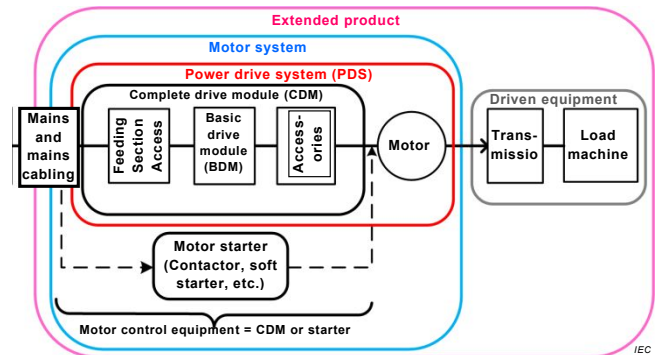 Extended product
Motor system
Power drive system (PDS)
Complete drive module (CDM)
Driven equipment
Mains
and
mains
cabling
Feeding
Section
Access
Basic
drive
module
(BDM)
Access-
ories
Motor
Trans-
missio
Load
machine
Motor starter
(Contactor, soft
starter, etc.)
Motor control equipment = CDM or starter
IEC